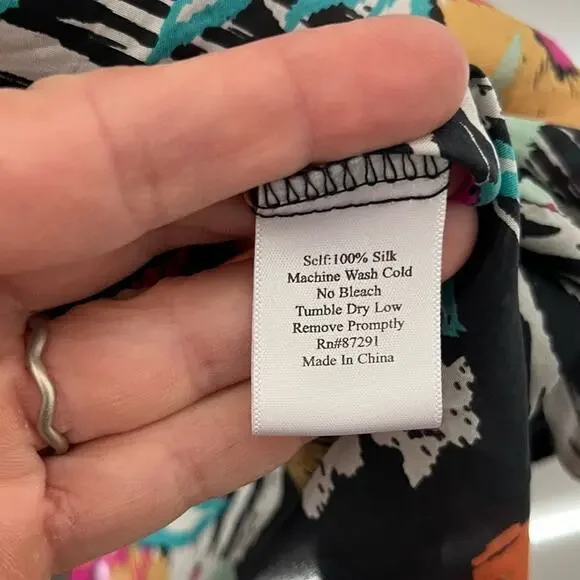 Self:100% Silk
Machine Wash Cold
No Bleach
Tumble Dry Low
Remove Promptly
Rn#87291
Made In China